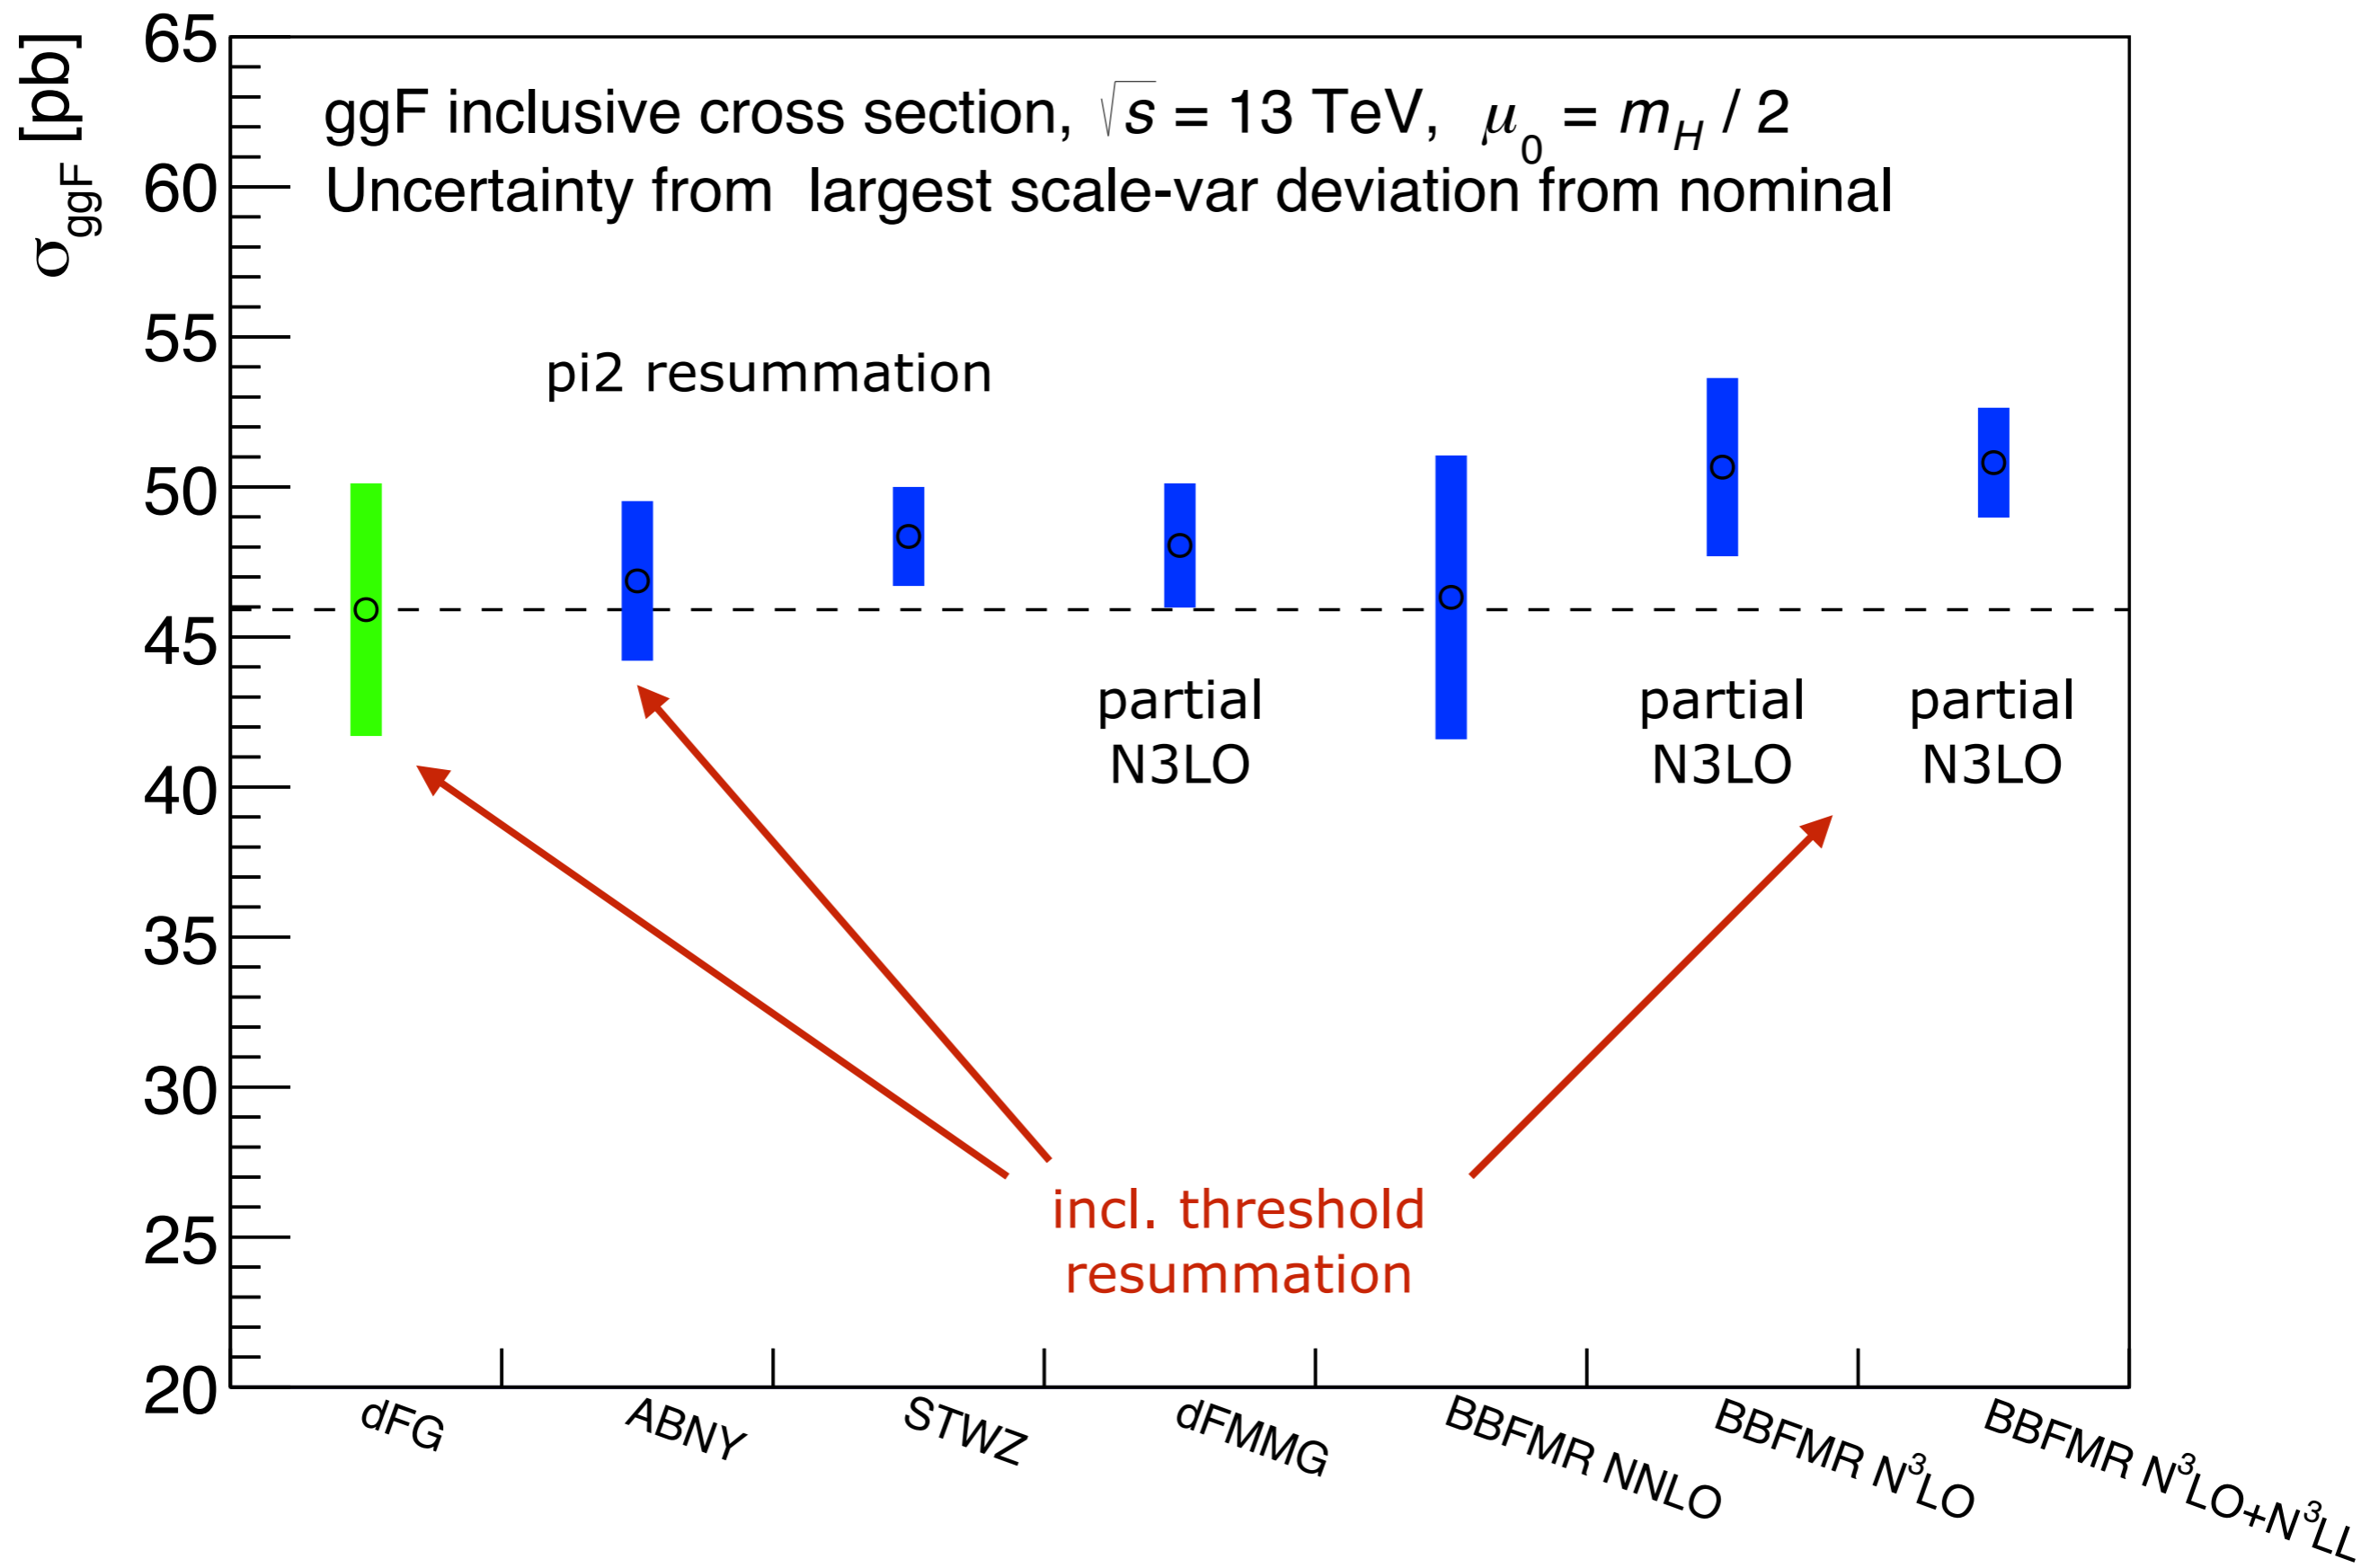 σggF [pb]
65
60
55
50
45
40
35
30
25
20
ggF inclusive cross section, √s = 13 TeV, μ0 = mH / 2
Uncertainty from largest scale-var deviation from nominal
pi2 resummation
partial
N3LO
partial
N3LO
partial
N3LO
incl. threshold
resummation
dFG
ABNY
STWZ
dFMMG
BBFMR NNLO
BBFMR N³LO
BBFMR N³LO+N³LL